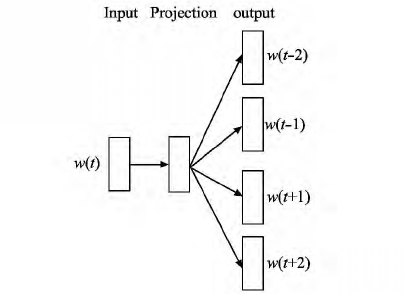 Input Projection output
w(t-2)
w(t-1)
w(t)
w(t+1)
w(t+2)